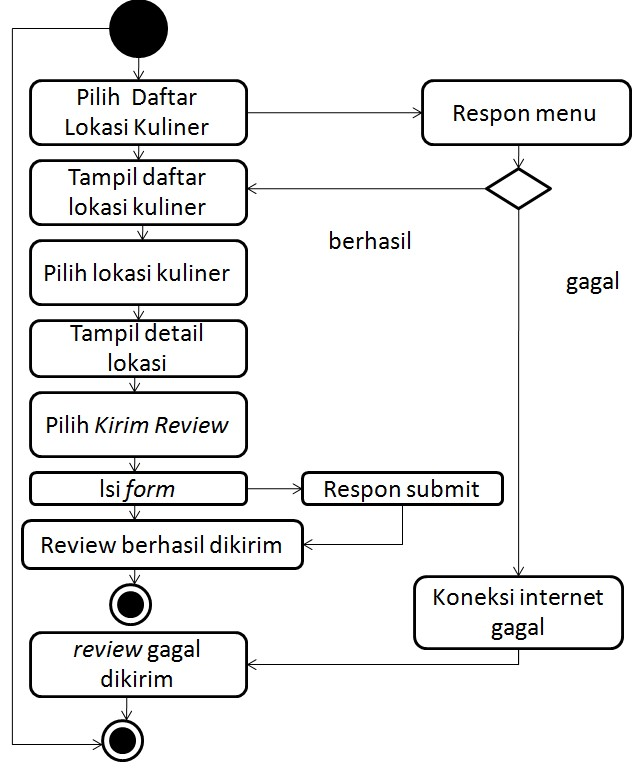 Pilih Daftar
Lokasi Kuliner
Respon menu
Tampil daftar
lokasi kuliner
berhasil
Pilih lokasi kuliner
gagal
Tampil detail
lokasi
Pilih Kirim Review
Isi form
Respon submit
Review berhasil dikirim
Koneksi internet
gagal
review gagal
dikirim